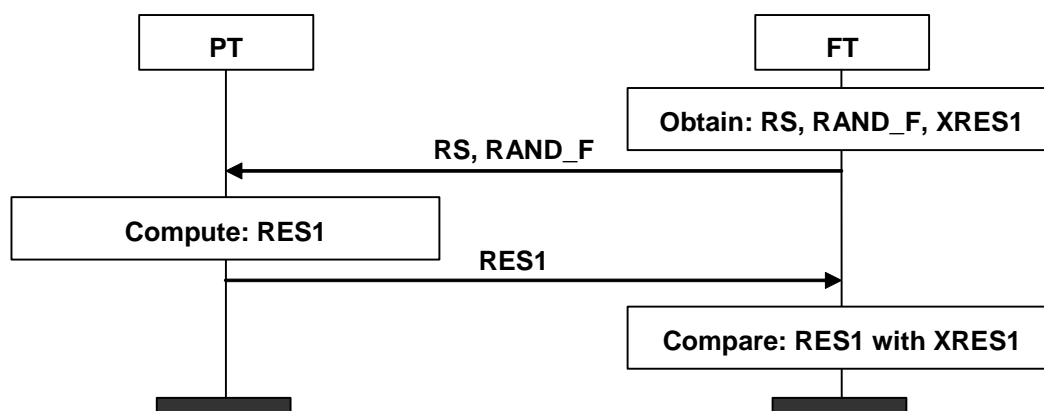 PT
FT
Obtain: RS, RAND_F, XRES1
RS, RAND_F
Compute: RES1
RES1
Compare: RES1 with XRES1